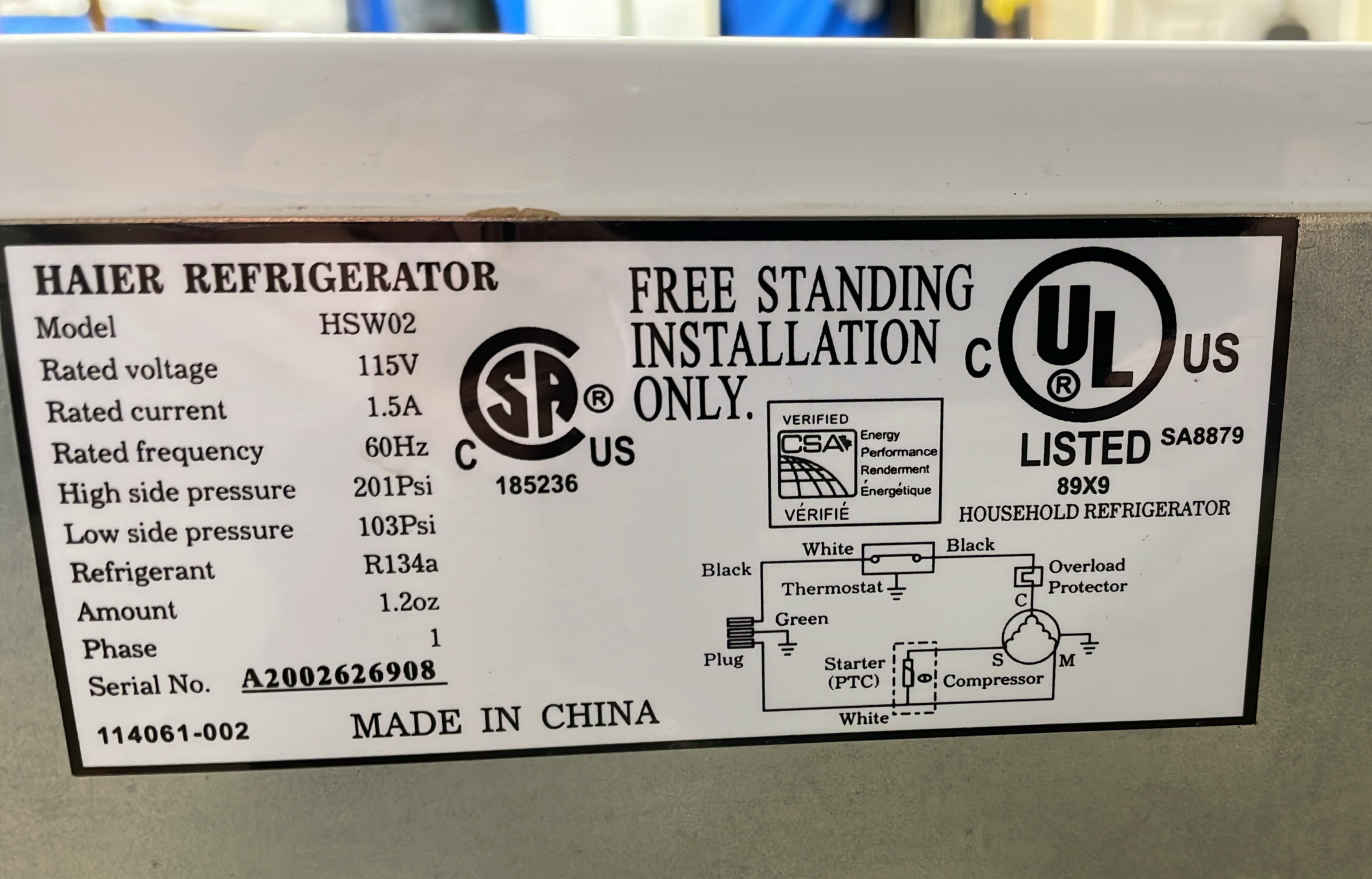 HAIER REFRIGERATOR
Model HSW02
Rated voltage 115V
Rated current 1.5A
Rated frequency 60Hz
High side pressure 201Psi
Low side pressure 103Psi
Refrigerant R134a
Amount 1.2oz
Phase 1
Serial No. A2002626908
114061-002 MADE IN CHINA
C SA ® US
185236
FREE STANDING
INSTALLATION
ONLY.
VERIFIED
CSA
Energy
Performance
Renderment
Énergétique
VÉRIFIÉ
C UL ® US
LISTED SA8879
89X9
HOUSEHOLD REFRIGERATOR
White Black
Black
Thermostat
Overload
Protector
C
Green
Plug
S M
Starter
(PTC)
Compressor
White